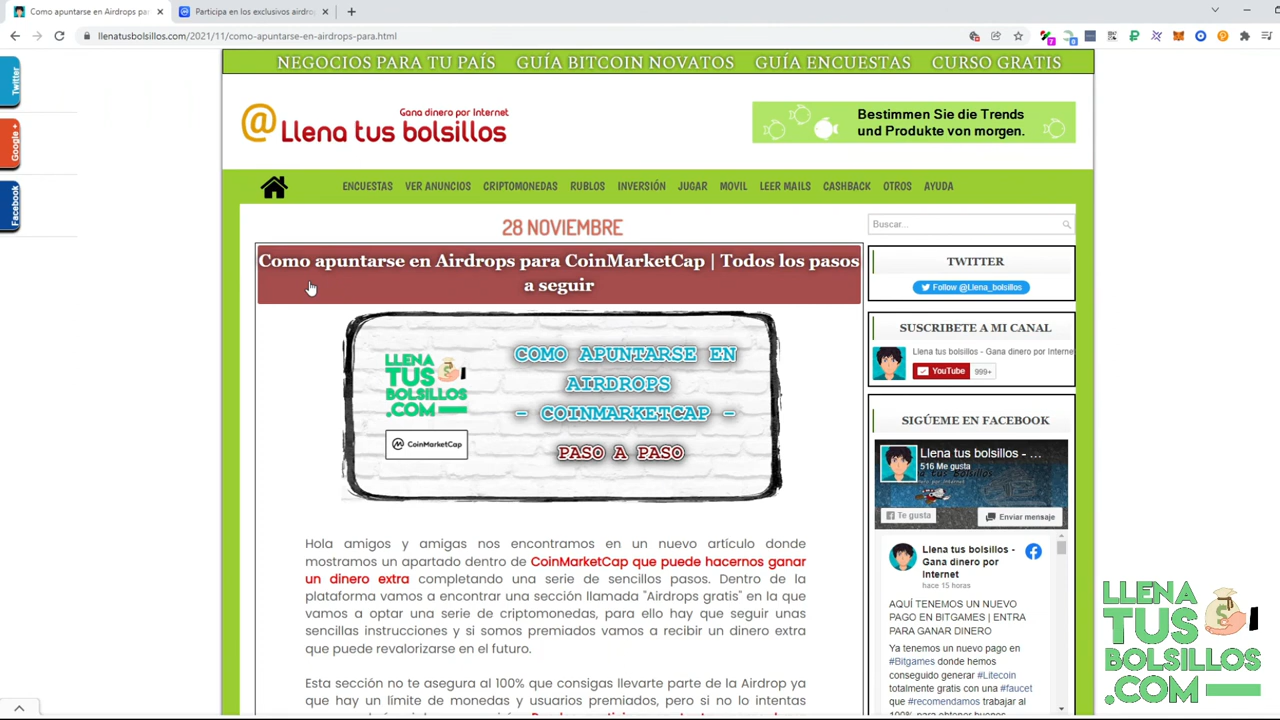 Como apuntarse en Airdrops par
Participa en los exclusivos airdro
llenatusbolsillos.com/2021/11/como-apuntarse-en-airdrops-para.html
NEGOCIOS PARA TU PAÍS GUÍA BITCOIN NOVATOS GUÍA ENCUESTAS CURSO GRATIS
Twitter
Google +
Facebook
Gana dinero por Internet
@ Llena tus bolsillos
Bestimmen Sie die Trends
und Produkte von morgen.
ENCUESTAS VER ANUNCIOS CRIPTOMONEDAS RUBLOS INVERSIÓN JUGAR MOVIL LEER MAILS CASHBACK OTROS AYUDA
28 NOVIEMBRE
Como apuntarse en Airdrops para CoinMarketCap | Todos los pasos
a seguir
LLENA
TUS
BOLSILLOS
.COM
CoinMarketCap
COMO APUNTARSE EN
AIRDROPS
- COINMARKETCAP -
PASO A PASO
Hola amigos y amigas nos encontramos en un nuevo artículo donde
mostramos un apartado dentro de CoinMarketCap que puede hacernos ganar
un dinero extra completando una serie de sencillos pasos. Dentro de la
plataforma vamos a encontrar una sección llamada "Airdrops gratis" en la que
vamos a optar una serie de criptomonedas, para ello hay que seguir unas
sencillas instrucciones y si somos premiados vamos a recibir un dinero extra
que puede revalorizarse en el futuro.
Esta sección no te asegura al 100% que consigas llevarte parte de la Airdrop ya
que hay un límite de monedas y usuarios premiados, pero si no lo intentas
Buscar...
TWITTER
Follow @Llena_bolsillos
SUSCRIBETE A MI CANAL
Llena tus bolsillos - Gana dinero por Interne
YouTube 999+
SIGÚEME EN FACEBOOK
Llena tus bolsillos - ...
516 Me gusta
Te gusta
Enviar mensaje
Llena tus bolsillos -
Gana dinero por
Internet
hace 15 horas
AQUÍ TENEMOS UN NUEVO
PAGO EN BITGAMES | ENTRA
PARA GANAR DINERO
Ya tenemos un nuevo pago en
#Bitgames donde hemos
conseguido generar #Litecoin
totalmente gratis con una #faucet
que #recomendamos trabajar al
LLENA
TUS
BOLSILLOS
.COM